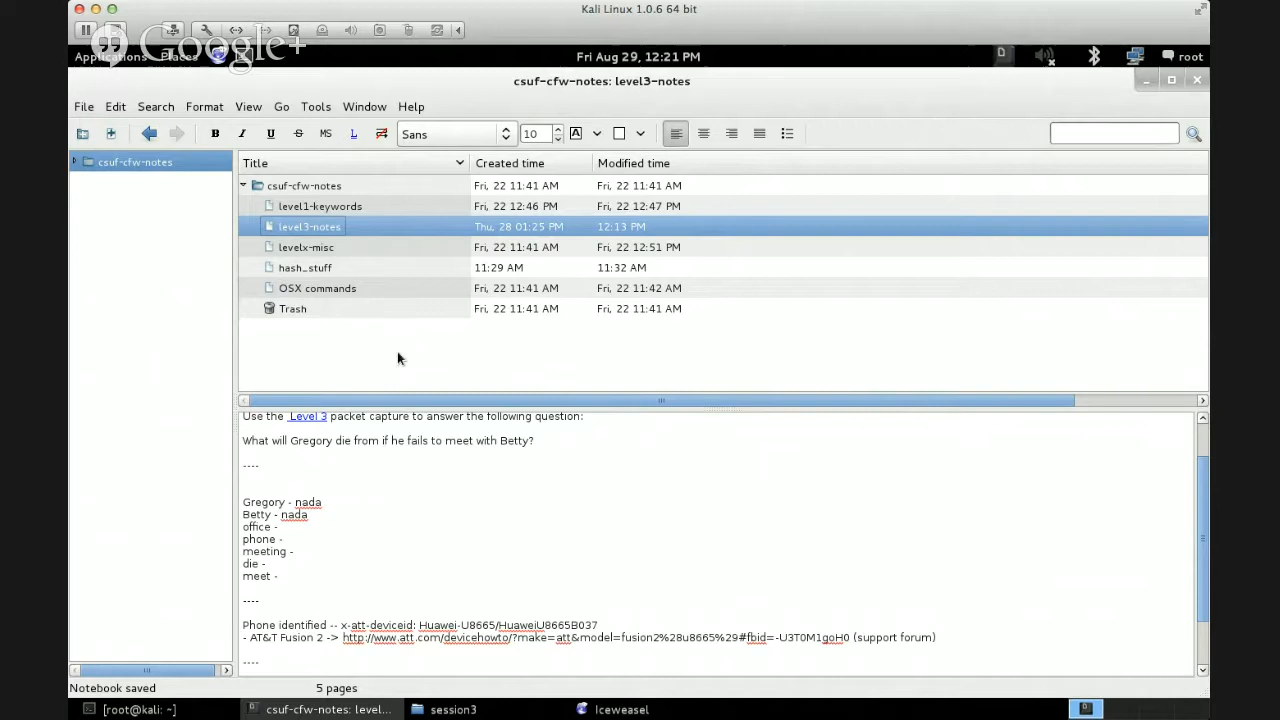 Kali Linux 1.0.6 64 bit
Google+
Applications Places Fri Aug 29, 12:21 PM root
csuf-cfw-notes: level3-notes
File Edit Search Format View Go Tools Window Help
B I U S MS L Sans 10 A
csuf-cfw-notes
Title Created time Modified time
csuf-cfw-notes Fri, 22 11:41 AM Fri, 22 11:41 AM
level1-keywords Fri, 22 12:46 PM Fri, 22 12:47 PM
level3-notes Thu, 28 01:25 PM 12:13 PM
levelx-misc Fri, 22 11:41 AM Fri, 22 12:51 PM
hash_stuff 11:29 AM 11:32 AM
OSX commands Fri, 22 11:41 AM Fri, 22 11:42 AM
Trash Fri, 22 11:41 AM Fri, 22 11:41 AM
Use the Level 3 packet capture to answer the following question:
What will Gregory die from if he fails to meet with Betty?
----
Gregory - nada
Betty - nada
office -
phone -
meeting -
die -
meet -
----
Phone identified -- x-att-deviceid: Huawei-U8665/HuaweiU8665B037
- AT&T Fusion 2 -> http://www.att.com/devicehowto/?make=att&model=fusion2%28u8665%29#fbid=-U3T0M1goH0 (support forum)
----
Notebook saved 5 pages
[root@kali: ~] csuf-cfw-notes: level... session3 Iceweasel